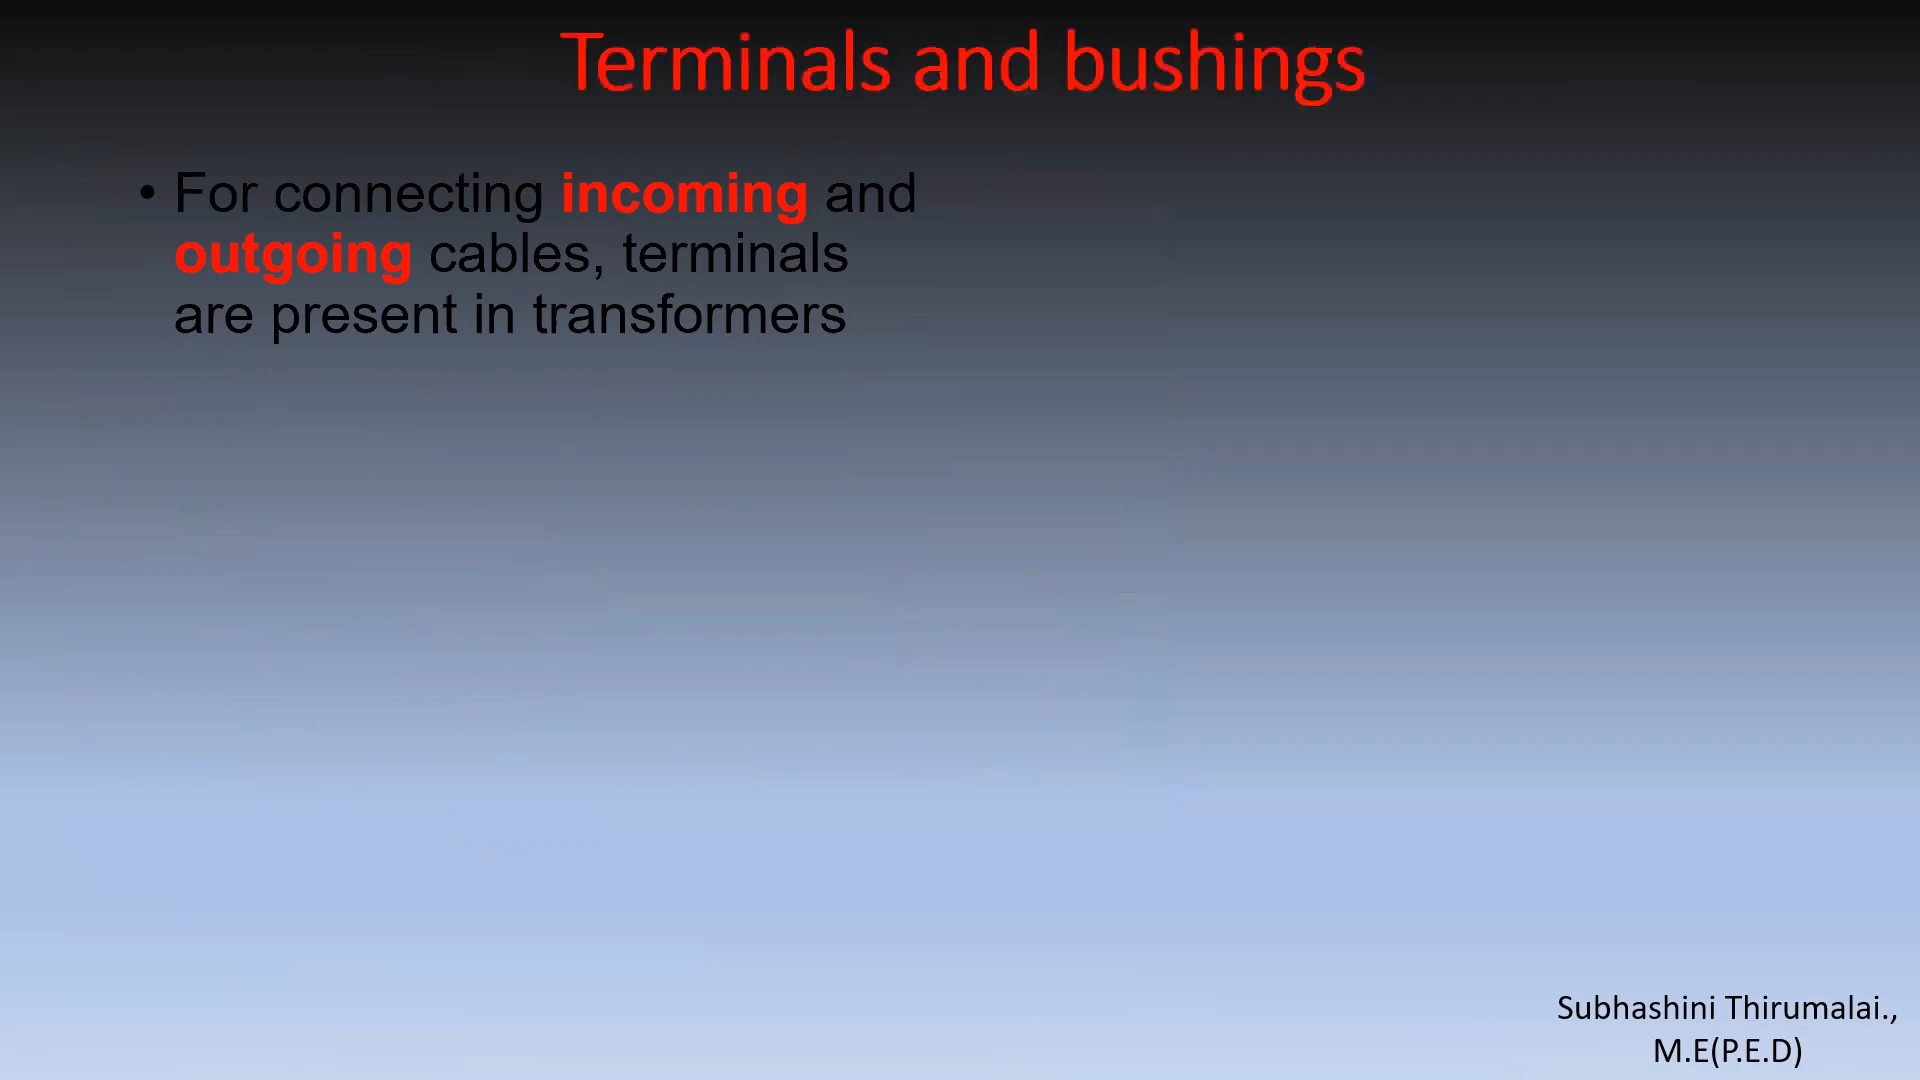 Terminals and bushings
• For connecting incoming and
outgoing cables, terminals
are present in transformers
Subhashini Thirumalai.,
M.E(P.E.D)